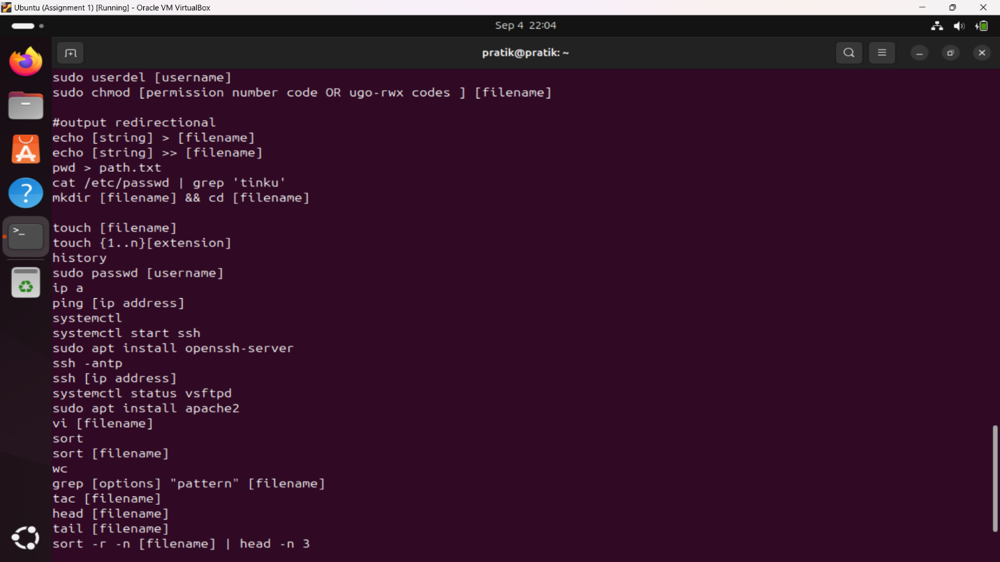 Ubuntu (Assignment 1) [Running] - Oracle VM VirtualBox
Sep 4 22:04
pratik@pratik: ~
sudo userdel [username]
sudo chmod [permission number code OR ugo-rwx codes ] [filename]
#output redirectional
echo [string] > [filename]
echo [string] >> [filename]
pwd > path.txt
cat /etc/passwd | grep 'tinku'
mkdir [filename] && cd [filename]
touch [filename]
touch {1..n}[extension]
history
sudo passwd [username]
ip a
ping [ip address]
systemctl
systemctl start ssh
sudo apt install openssh-server
ssh -antp
ssh [ip address]
systemctl status vsftpd
sudo apt install apache2
vi [filename]
sort
sort [filename]
wc
grep [options] "pattern" [filename]
tac [filename]
head [filename]
tail [filename]
sort -r -n [filename] | head -n 3